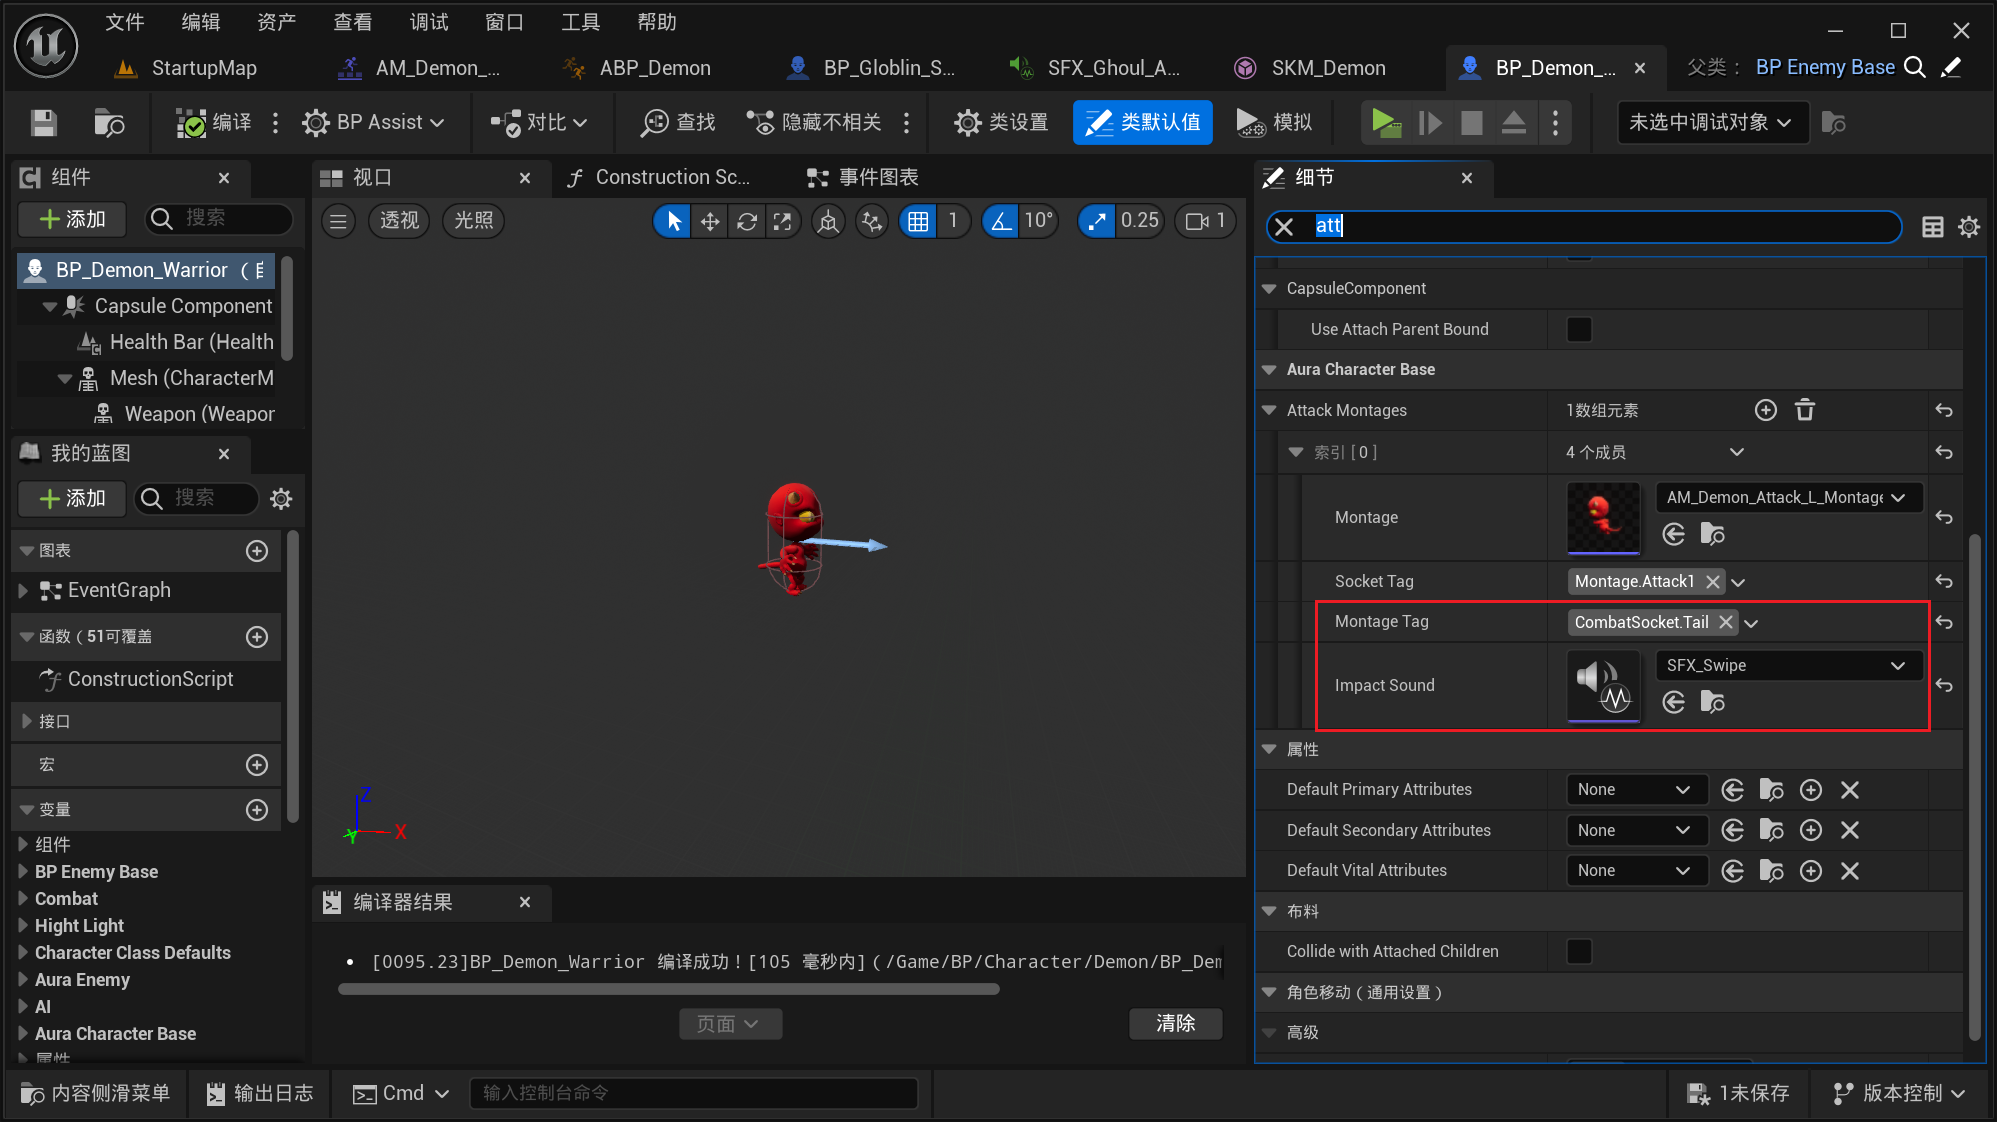 文件 编辑 资产 查看 调试 窗口 工具 帮助
StartupMap AM_Demon_... ABP_Demon BP_Globlin_S... SFX_Ghoul_A... SKM_Demon BP_Demon_... 父类： BP Enemy Base
编译 BP Assist 对比 查找 隐藏不相关 类设置 类默认值 模拟 未选中调试对象
组件
添加 搜索
BP_Demon_Warrior （自
Capsule Component
Health Bar (Health
Mesh (CharacterM
Weapon (Weapor
我的蓝图
添加 搜索
图表
EventGraph
函数（51可覆盖
ConstructionScript
接口
宏
变量
组件
BP Enemy Base
Combat
Hight Light
Character Class Defaults
Aura Enemy
AI
Aura Character Base
属性
视口 Construction Sc... 事件图表
透视 光照 1 10° 0.25 1
Z
X
Y
编译器结果
[0095.23]BP_Demon_Warrior 编译成功！[105 毫秒内]（/Game/BP/Character/Demon/BP_Dem
页面 清除
细节
att
CapsuleComponent
Use Attach Parent Bound
Aura Character Base
Attack Montages 1数组元素
索引 [ 0 ] 4 个成员
Montage AM_Demon_Attack_L_Montage
Socket Tag Montage.Attack1
Montage Tag CombatSocket.Tail
Impact Sound SFX_Swipe
属性
Default Primary Attributes None
Default Secondary Attributes None
Default Vital Attributes None
布料
Collide with Attached Children
角色移动（通用设置）
高级
内容侧滑菜单 输出日志 Cmd 输入控制台命令 1未保存 版本控制